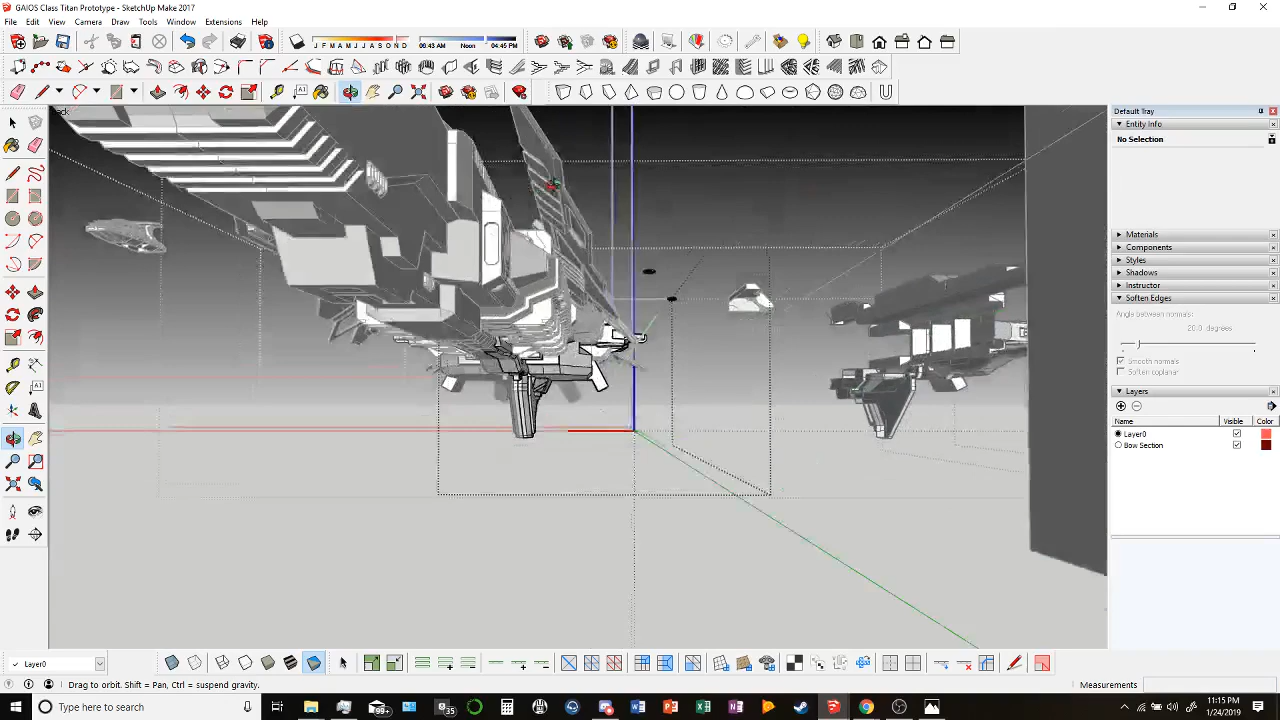 GAIOS Class Titan Prototype - SketchUp Make 2017
File Edit View Camera Draw Tools Window Extensions Help
J F M A M J J A S O N D
Noon
04:45 PM
Default Tray
Entity Info
No Selection
Materials
Components
Styles
Shadows
Instructor
Soften Edges
Angle between normals:
20.0 degrees
Smooth normals
Soften coplanar
Layers
Name Visible Color
Layer0
Bow Section
Layer0
Drag to orbit. Shift = Pan, Ctrl = suspend gravity.
Measurements
Type here to search
99+
35
11:15 PM
1/24/2019